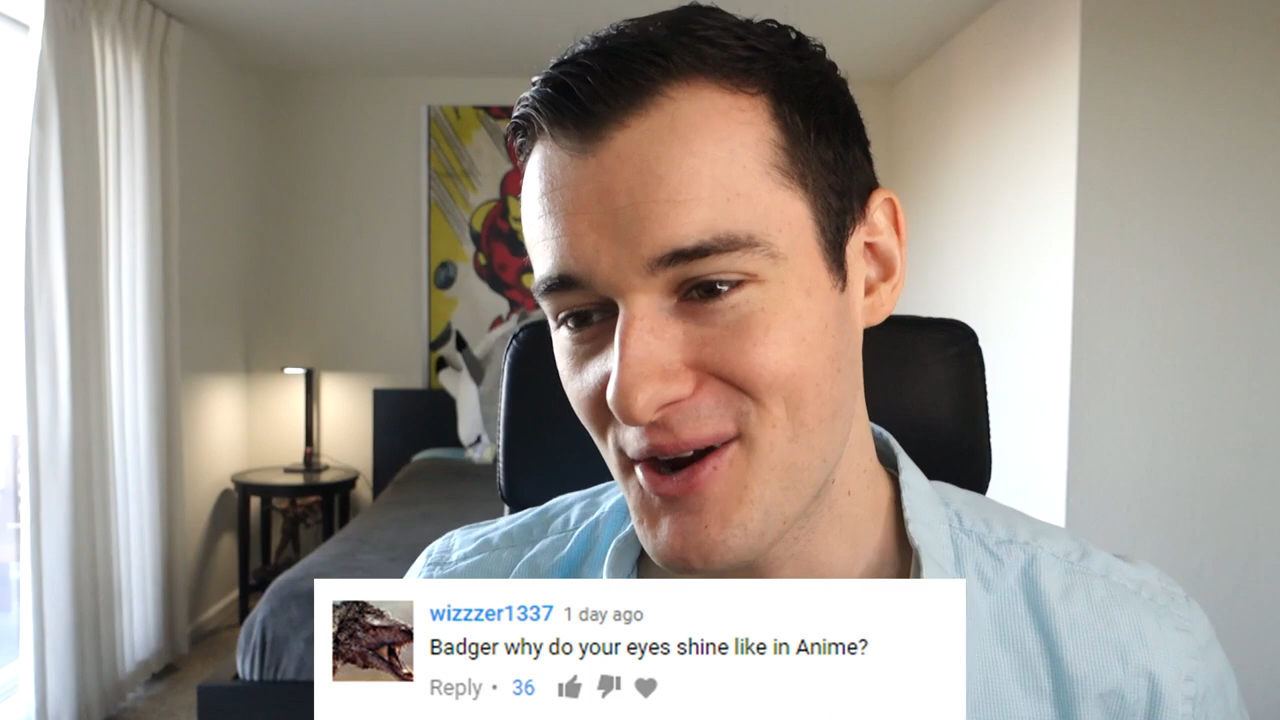 wizzzer1337 1 day ago
Badger why do your eyes shine like in Anime?
Reply • 36